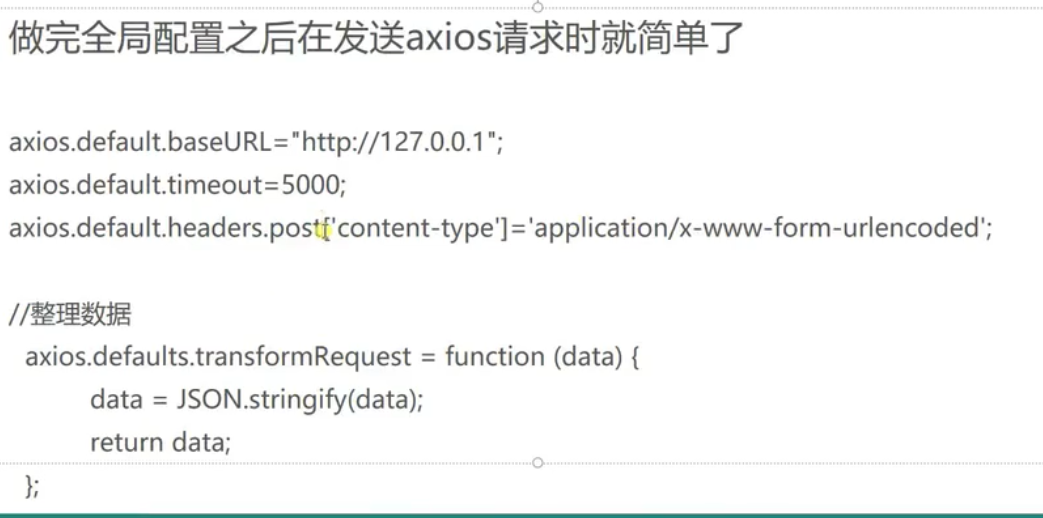 做完全局配置之后在发送axios请求时就简单了
axios.default.baseURL="http://127.0.0.1";
axios.default.timeout=5000;
axios.default.headers.post['content-type']='application/x-www-form-urlencoded';
//整理数据
axios.defaults.transformRequest = function (data) {
data = JSON.stringify(data);
return data;
};